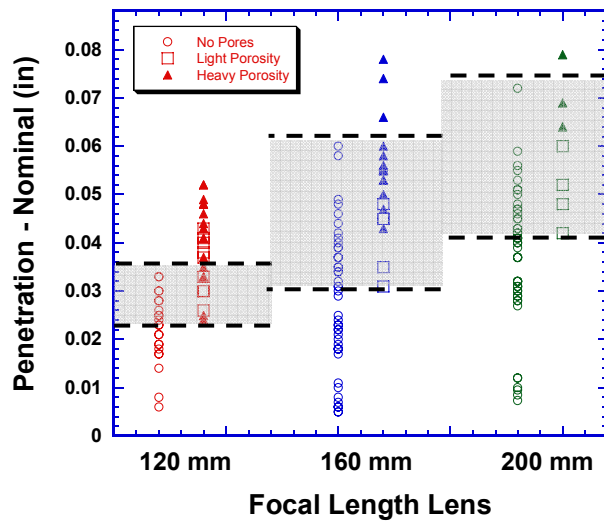 No Pores
Light Porosity
Heavy Porosity
Penetration - Nominal (in)
0.08
0.07
0.06
0.05
0.04
0.03
0.02
0.01
0
120 mm 160 mm 200 mm
Focal Length Lens